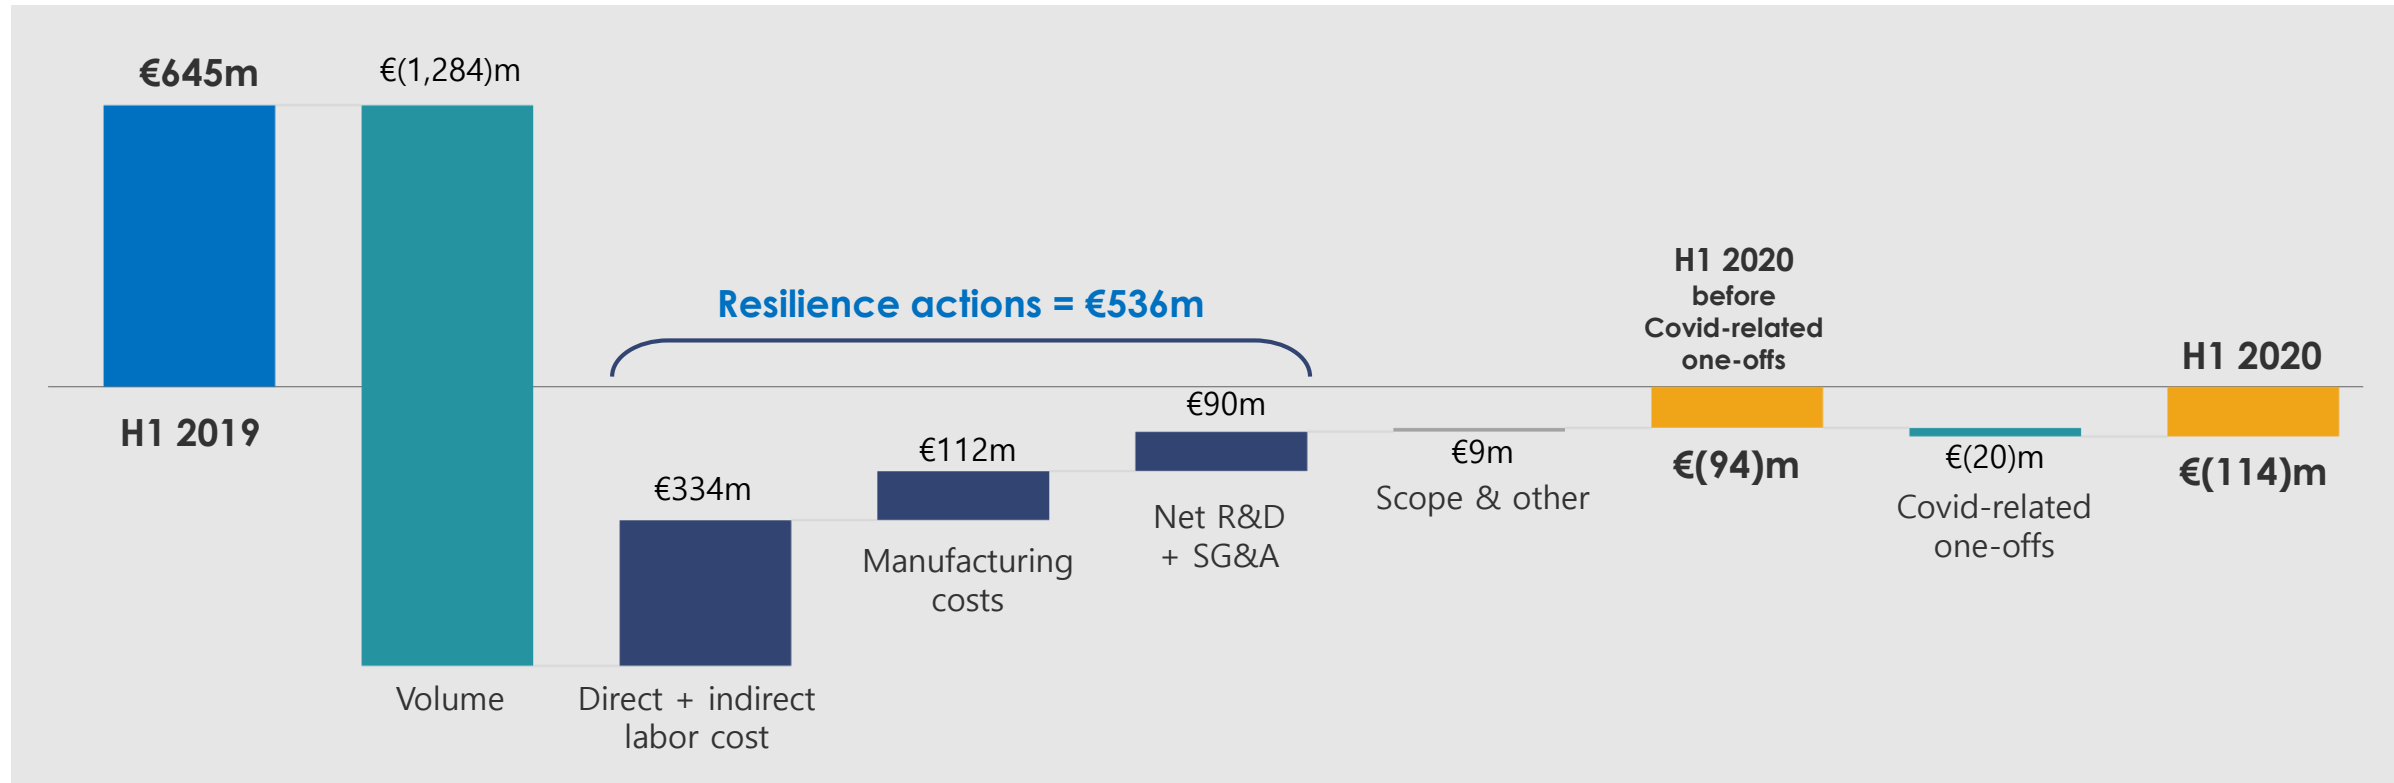 €645m
H1 2019
€(1,284)m
Volume
Resilience actions = €536m
€334m
Direct + indirect
labor cost
€112m
Manufacturing
costs
€90m
Net R&D
+ SG&A
€9m
Scope & other
H1 2020
before
Covid-related
one-offs
€(94)m
€(20)m
Covid-related
one-offs
H1 2020
€(114)m